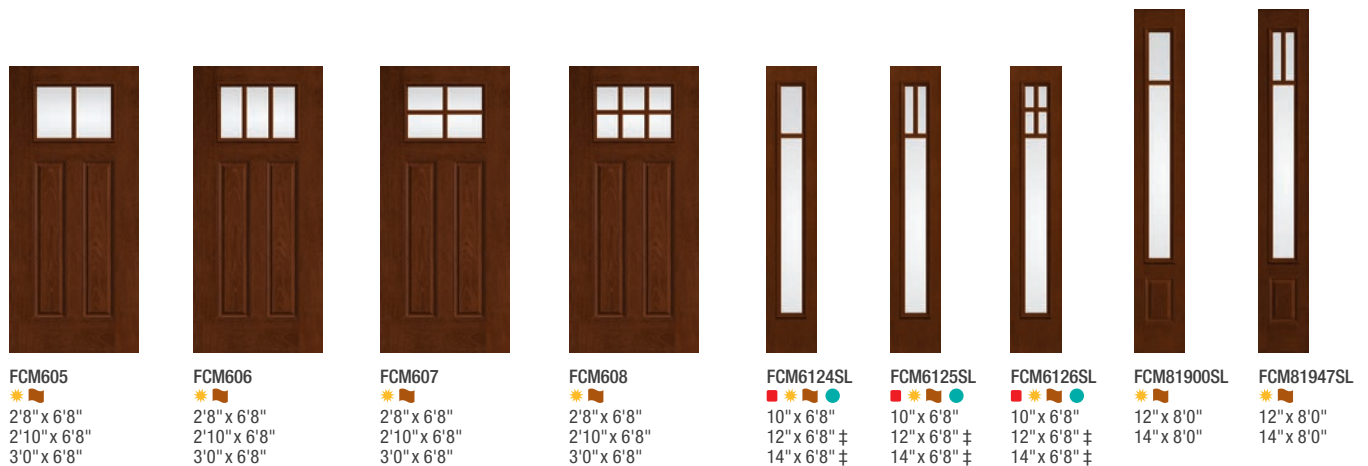 FCM605
2'8" x 6'8"
2'10" x 6'8"
3'0" x 6'8"
FCM606
2'8" x 6'8"
2'10" x 6'8"
3'0" x 6'8"
FCM607
2'8" x 6'8"
2'10" x 6'8"
3'0" x 6'8"
FCM608
2'8" x 6'8"
2'10" x 6'8"
3'0" x 6'8"
FCM6124SL
10" x 6'8"
12" x 6'8" ‡
14" x 6'8" ‡
FCM6125SL
10" x 6'8"
12" x 6'8" ‡
14" x 6'8" ‡
FCM6126SL
10" x 6'8"
12" x 6'8" ‡
14" x 6'8" ‡
FCM81900SL
12" x 8'0"
14" x 8'0"
FCM81947SL
12" x 8'0"
14" x 8'0"